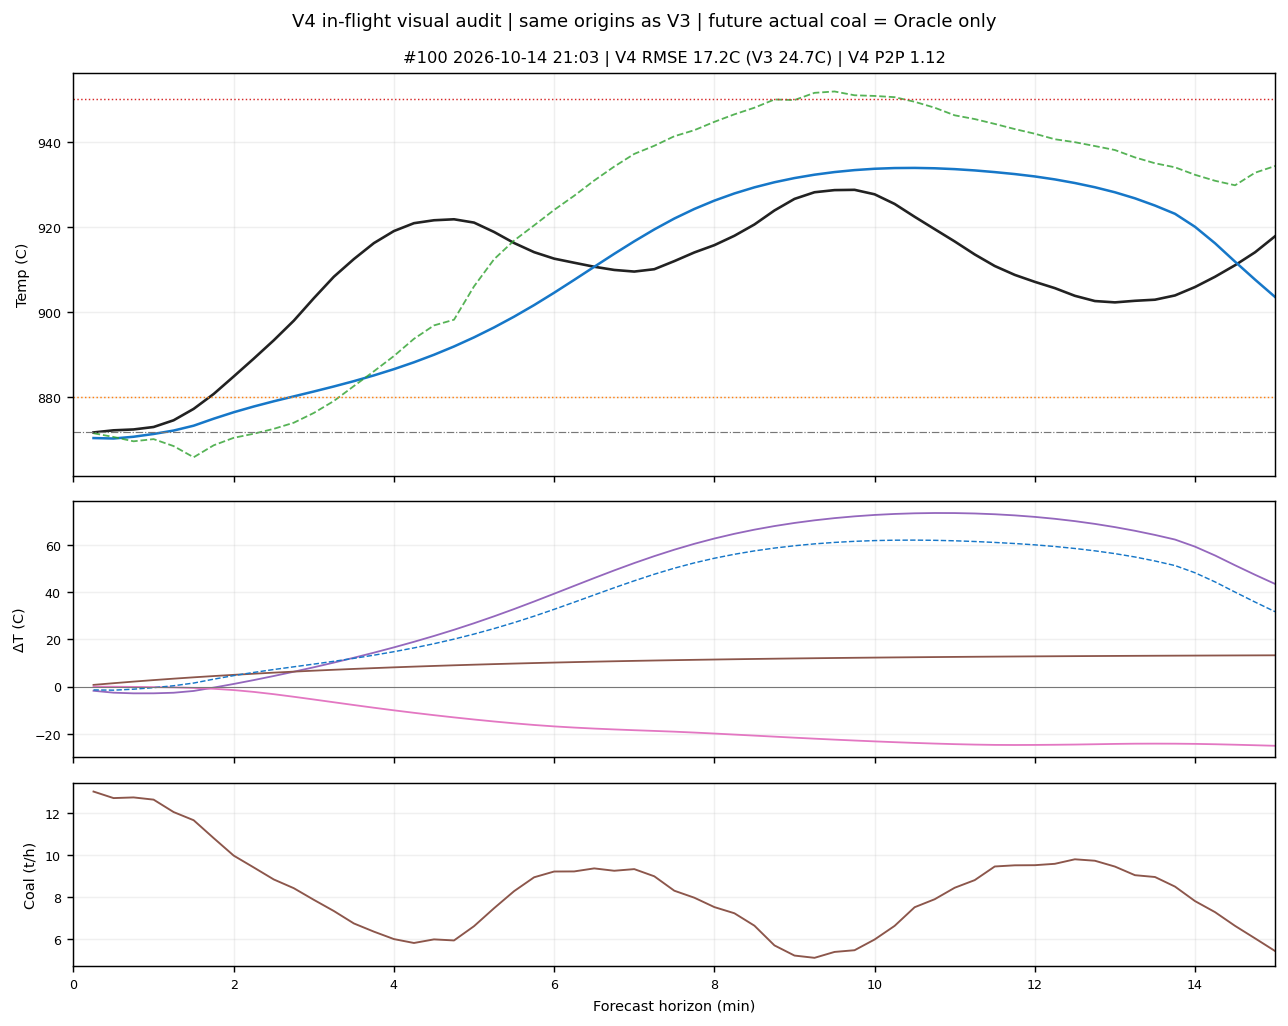 V4 in-flight visual audit | same origins as V3 | future actual coal = Oracle only
#100 2026-10-14 21:03 | V4 RMSE 17.2C (V3 24.7C) | V4 P2P 1.12
Temp (C)
940
920
900
880
ΔT (C)
60
40
20
0
−20
Coal (t/h)
12
10
8
6
0 2 4 6 8 10 12 14
Forecast horizon (min)